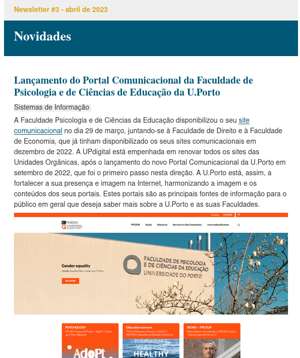 Newsletter #3 - abril de 2023
Novidades
Lançamento do Portal Comunicacional da Faculdade de
Psicologia e de Ciências de Educação da U.Porto
Sistemas de Informação
A Faculdade Psicologia e de Ciências da Educação disponibilizou o seu site
comunicacional no dia 29 de março, juntando-se à Faculdade de Direito e à Faculdade
de Economia, que já tinham disponibilizado os seus sites comunicacionais em
dezembro de 2022. A UPdigital está empenhada em renovar todos os sites das
Unidades Orgânicas, após o lançamento do novo Portal Comunicacional da U.Porto em
setembro de 2022, que foi o primeiro passo nesta direção. A U.Porto está, assim, a
fortalecer a sua presença e imagem na Internet, harmonizando a imagem e os
conteúdos dos seus portais. Estes portais são as principais fontes de informação para o
público em geral que deseja saber mais sobre a U.Porto e as suas Faculdades.
Gender equality
FACULDADE
DE PSICOLOGIA
E DE CIÊNCIAS
DA EDUCAÇÃO
UNIVERSIDADE
DO PORTO
HEALTHY